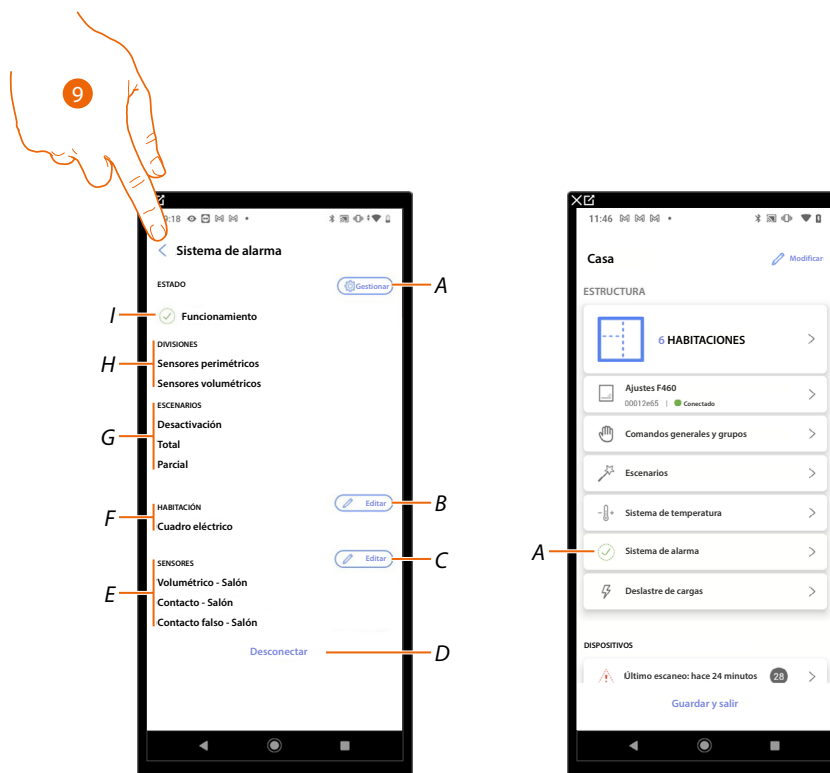 9
9:18
Sistema de alarma
ESTADO
Gestionar
A
I
Funcionamiento
DIVISIONES
H
Sensores perimétricos
Sensores volumétricos
ESCENARIOS
Desactivación
G
Total
Parcial
HABITACIÓN
Editar
B
F
Cuadro eléctrico
SENSORES
Editar
C
Volumétrico - Salón
E
Contacto - Salón
Contacto falso - Salón
Desconectar
D
11:46
Casa
Modificar
ESTRUCTURA
6 HABITACIONES
Ajustes F460
00012e65 | Conectado
Comandos generales y grupos
Escenarios
Sistema de temperatura
A
Sistema de alarma
Deslastre de cargas
DISPOSITIVOS
Último escaneo: hace 24 minutos 28
Guardar y salir